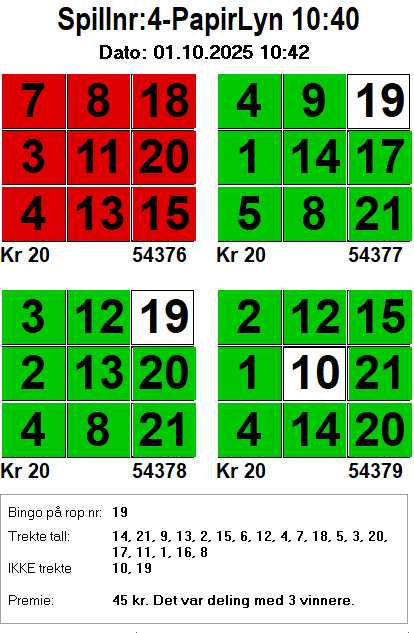 Spillnr:4-PapirLyn 10:40
Dato: 01.10.2025 10:42
7 8 18
3 11 20
4 13 15
Kr 20 54376
4 9 19
1 14 17
5 8 21
Kr 20 54377
3 12 19
2 13 20
4 8 21
Kr 20 54378
2 12 15
1 10 21
4 14 20
Kr 20 54379
Bingo på rop nr: 19
Trekte tall: 14, 21, 9, 13, 2, 15, 6, 12, 4, 7, 18, 5, 3, 20,
17, 11, 1, 16, 8
IKKE trekte 10, 19
Premie: 45 kr. Det var deling med 3 vinnere.